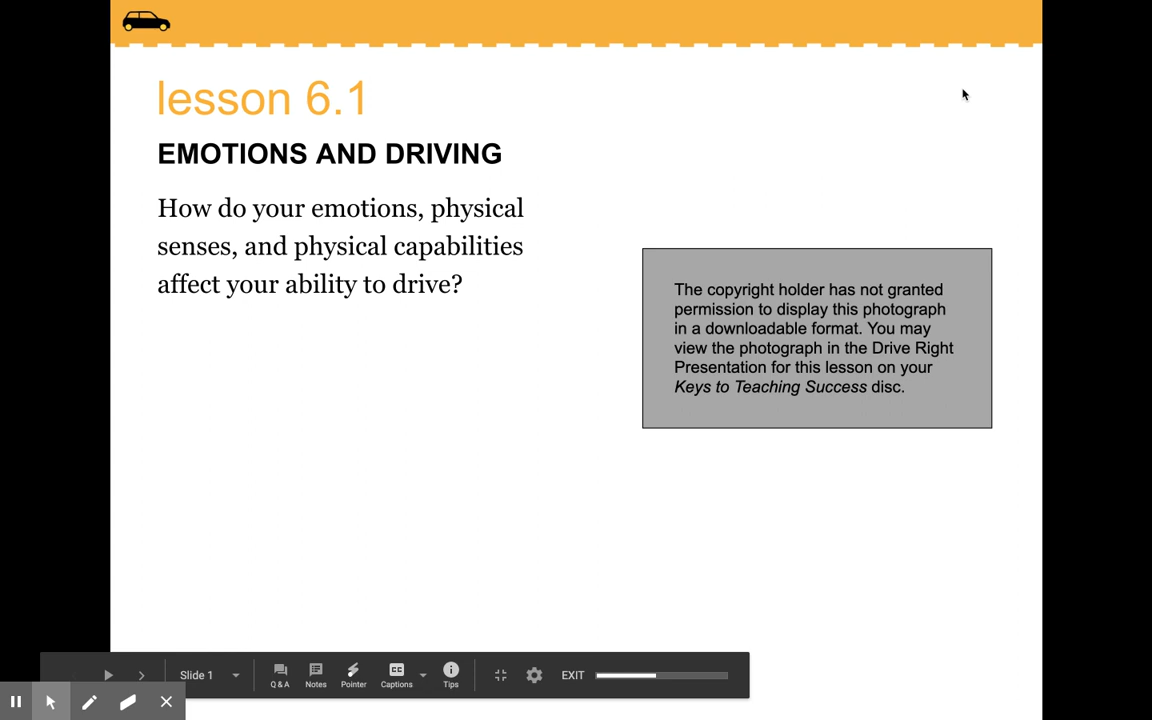 lesson 6.1
EMOTIONS AND DRIVING
How do your emotions, physical
senses, and physical capabilities
affect your ability to drive?
The copyright holder has not granted
permission to display this photograph
in a downloadable format. You may
view the photograph in the Drive Right
Presentation for this lesson on your
Keys to Teaching Success disc.
Slide 1
Q & A
Notes
Pointer
CC
Captions
Tips
EXIT